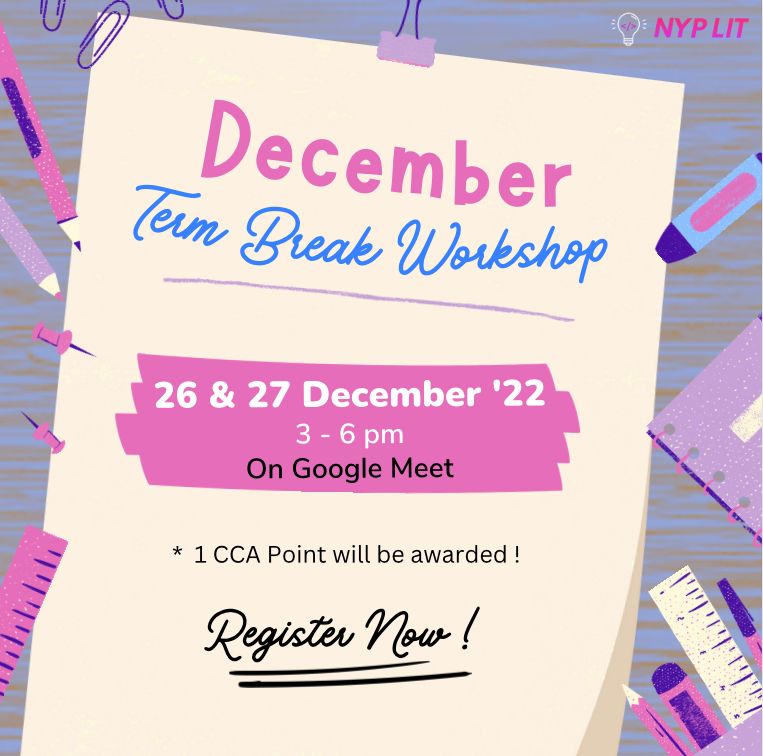 </> NYP LIT
December
Term Break Workshop
26 & 27 December '22
3 - 6 pm
On Google Meet
* 1 CCA Point will be awarded !
Register Now !